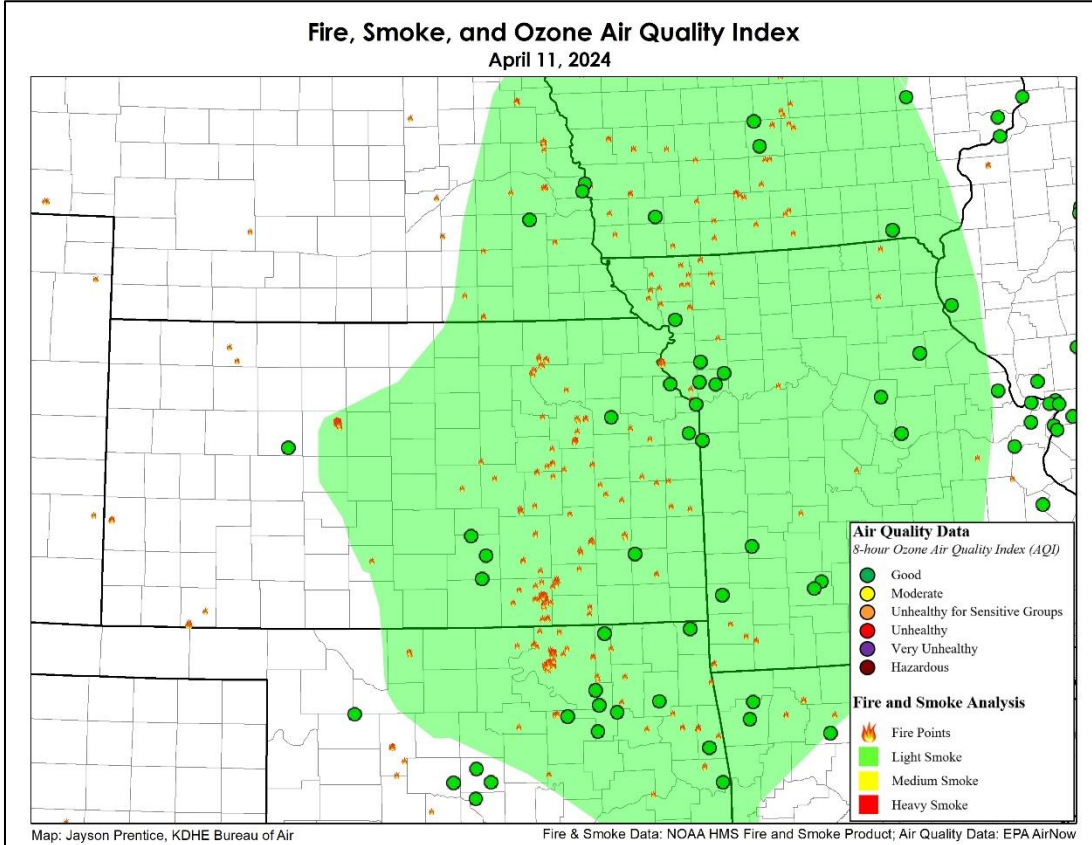 Fire, Smoke, and Ozone Air Quality Index
April 11, 2024
Air Quality Data
8-hour Ozone Air Quality Index (AQI)
Good
Moderate
Unhealthy for Sensitive Groups
Unhealthy
Very Unhealthy
Hazardous
Fire and Smoke Analysis
Fire Points
Light Smoke
Medium Smoke
Heavy Smoke
Map: Jayson Prentice, KDHE Bureau of Air
Fire & Smoke Data: NOAA HMS Fire and Smoke Product; Air Quality Data: EPA AirNow